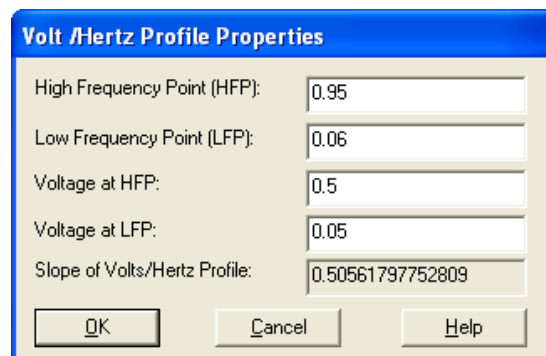 Volt /Hertz Profile Properties
High Frequency Point (HFP): 0.95
Low Frequency Point (LFP): 0.06
Voltage at HFP: 0.5
Voltage at LFP: 0.05
Slope of Volts/Hertz Profile: 0.50561797752809
OK Cancel Help